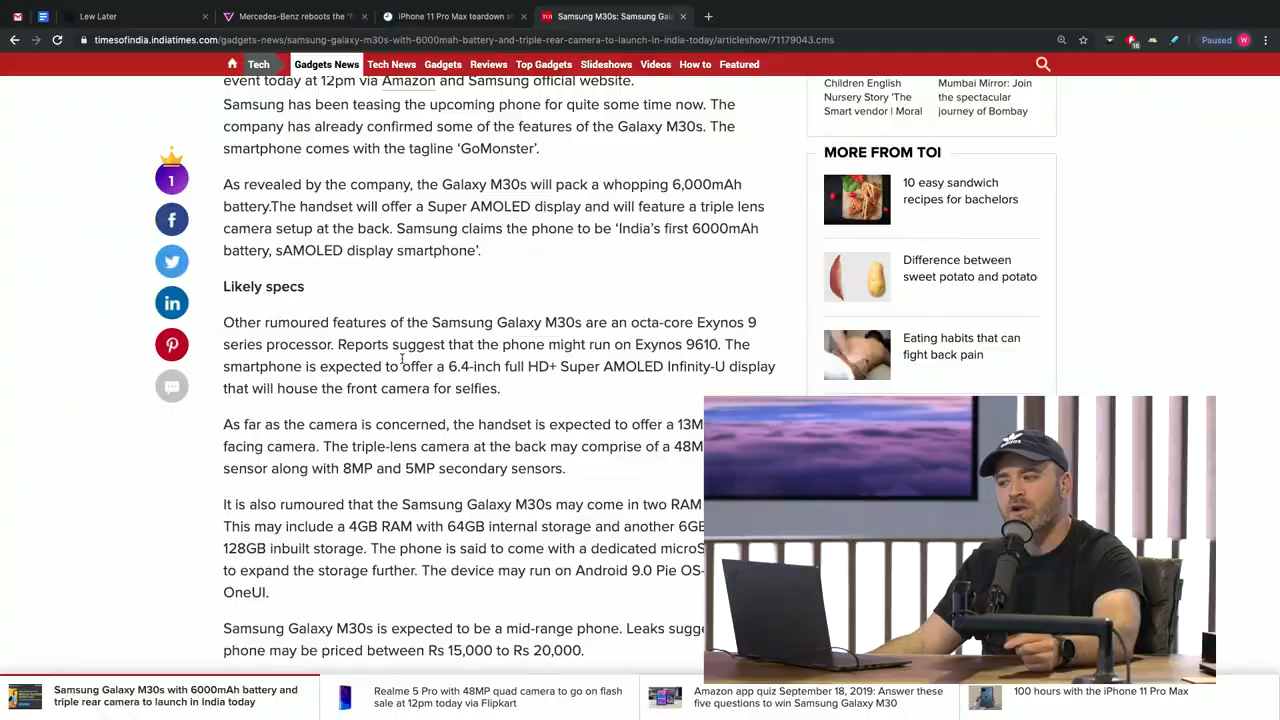 Lew Later
Mercedes-Benz reboots the 'f
iPhone 11 Pro Max teardown s
TOI Samsung M30s: Samsung Gal
timesofindia.indiatimes.com/gadgets-news/samsung-galaxy-m30s-with-6000mah-battery-and-triple-rear-camera-to-launch-in-india-today/articleshow/71179043.cms
16
Paused
W
Tech
Gadgets News
Tech News
Gadgets
Reviews
Top Gadgets
Slideshows
Videos
How to
Featured
event today at 12pm via Amazon and Samsung official website.
Samsung has been teasing the upcoming phone for quite some time now. The
company has already confirmed some of the features of the Galaxy M30s. The
smartphone comes with the tagline ‘GoMonster’.
1
As revealed by the company, the Galaxy M30s will pack a whopping 6,000mAh
battery.The handset will offer a Super AMOLED display and will feature a triple lens
camera setup at the back. Samsung claims the phone to be ‘India’s first 6000mAh
battery, sAMOLED display smartphone’.
Likely specs
Other rumoured features of the Samsung Galaxy M30s are an octa-core Exynos 9
series processor. Reports suggest that the phone might run on Exynos 9610. The
smartphone is expected to offer a 6.4-inch full HD+ Super AMOLED Infinity-U display
that will house the front camera for selfies.
As far as the camera is concerned, the handset is expected to offer a 13M
facing camera. The triple-lens camera at the back may comprise of a 48M
sensor along with 8MP and 5MP secondary sensors.
It is also rumoured that the Samsung Galaxy M30s may come in two RAM
This may include a 4GB RAM with 64GB internal storage and another 6GB
128GB inbuilt storage. The phone is said to come with a dedicated microS
to expand the storage further. The device may run on Android 9.0 Pie OS-
OneUI.
Samsung Galaxy M30s is expected to be a mid-range phone. Leaks sugge
phone may be priced between Rs 15,000 to Rs 20,000.
Children English
Nursery Story 'The
Smart vendor | Moral
Mumbai Mirror: Join
the spectacular
journey of Bombay
MORE FROM TOI
10 easy sandwich
recipes for bachelors
Difference between
sweet potato and potato
Eating habits that can
fight back pain
Samsung Galaxy M30s with 6000mAh battery and
triple rear camera to launch in India today
Realme 5 Pro with 48MP quad camera to go on flash
sale at 12pm today via Flipkart
Amazon app quiz September 18, 2019: Answer these
five questions to win Samsung Galaxy M30
100 hours with the iPhone 11 Pro Max